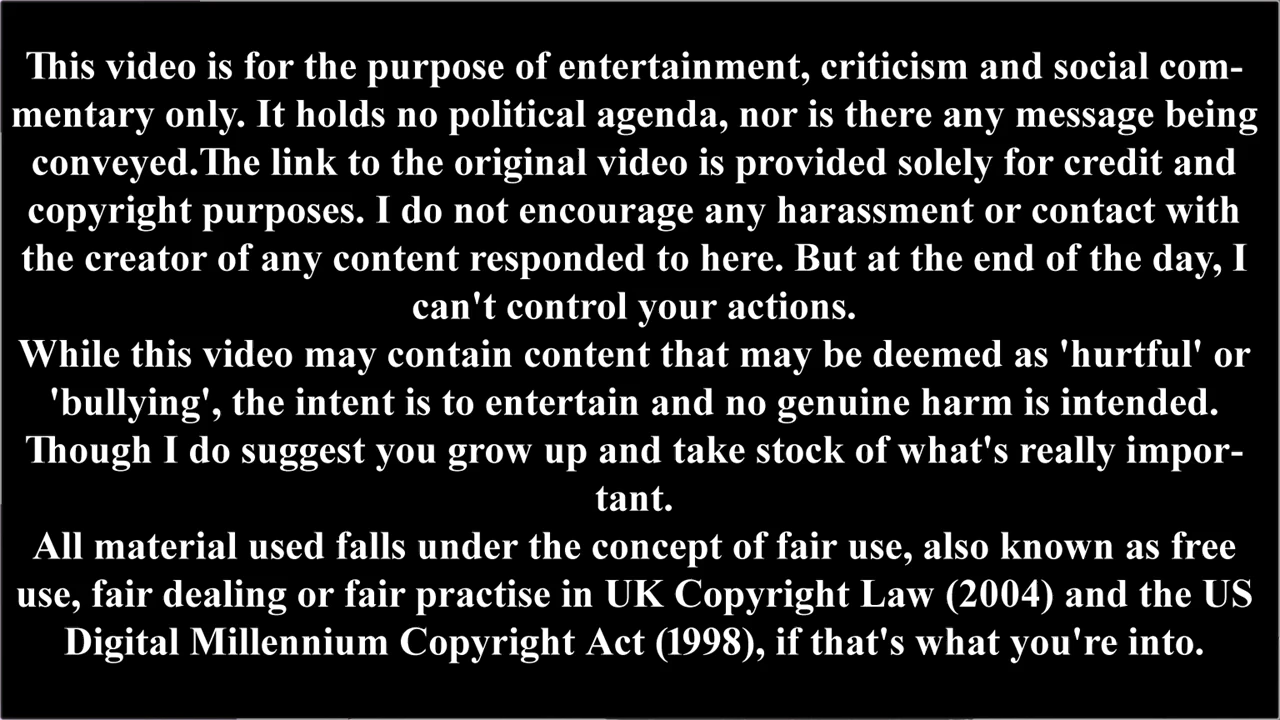 This video is for the purpose of entertainment, criticism and social com-
mentary only. It holds no political agenda, nor is there any message being
conveyed.The link to the original video is provided solely for credit and
copyright purposes. I do not encourage any harassment or contact with
the creator of any content responded to here. But at the end of the day, I
can't control your actions.
While this video may contain content that may be deemed as 'hurtful' or
'bullying', the intent is to entertain and no genuine harm is intended.
Though I do suggest you grow up and take stock of what's really impor-
tant.
All material used falls under the concept of fair use, also known as free
use, fair dealing or fair practise in UK Copyright Law (2004) and the US
Digital Millennium Copyright Act (1998), if that's what you're into.